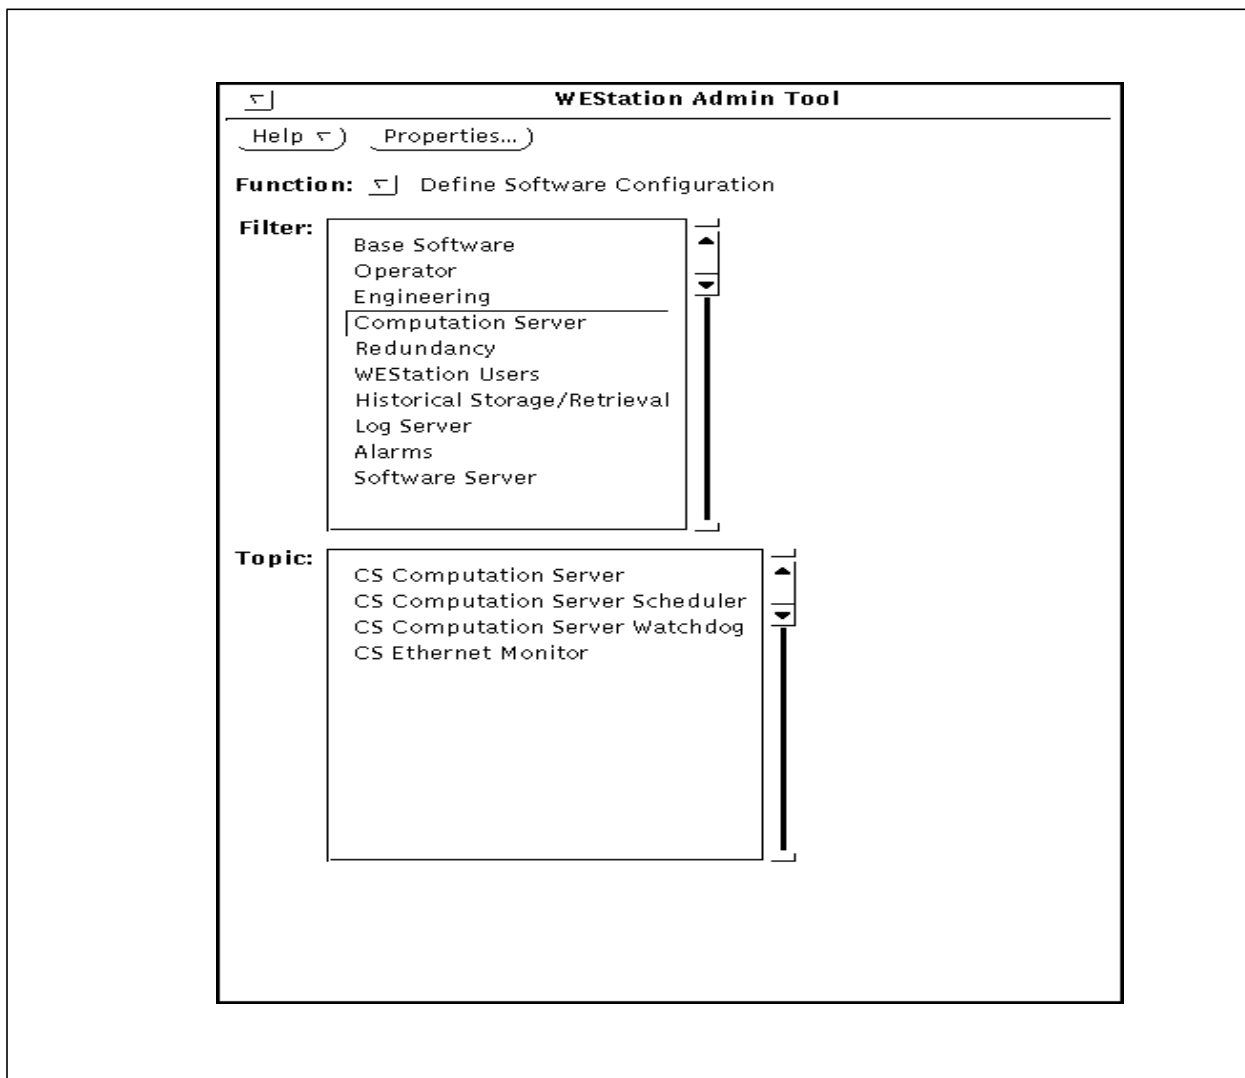 WEStation Admin Tool
Help Properties...
Function: Define Software Configuration
Filter:
Base Software
Operator
Engineering
Computation Server
Redundancy
WEStation Users
Historical Storage/Retrieval
Log Server
Alarms
Software Server
Topic:
CS Computation Server
CS Computation Server Scheduler
CS Computation Server Watchdog
CS Ethernet Monitor